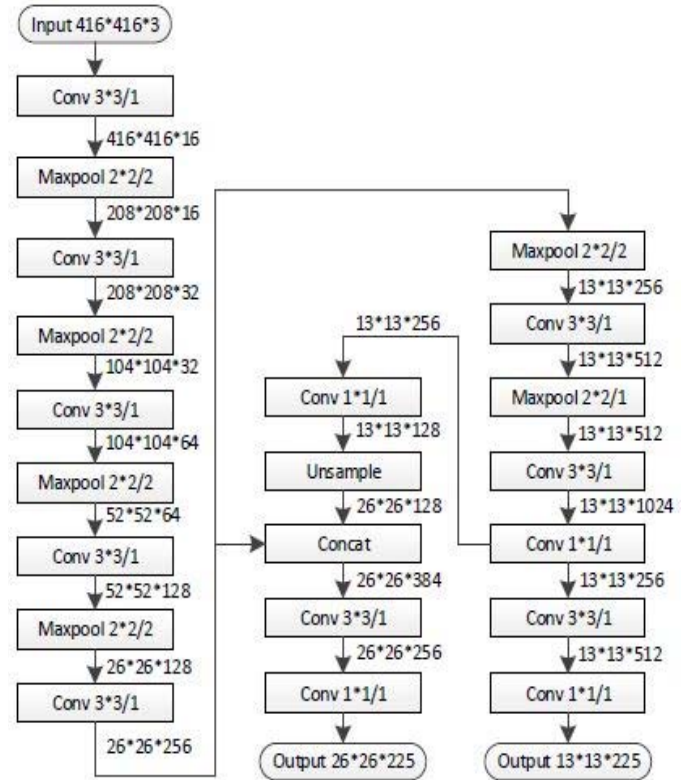 Input 416*416*3
Conv 3*3/1
416*416*16
Maxpool 2*2/2
208*208*16
Conv 3*3/1
208*208*32
Maxpool 2*2/2
104*104*32
Conv 3*3/1
104*104*64
Maxpool 2*2/2
52*52*64
Conv 3*3/1
52*52*128
Maxpool 2*2/2
26*26*128
Conv 3*3/1
26*26*256
13*13*256
Conv 1*1/1
13*13*128
Unsample
26*26*128
Concat
26*26*384
Conv 3*3/1
26*26*256
Conv 1*1/1
Output 26*26*225
Maxpool 2*2/2
13*13*256
Conv 3*3/1
13*13*512
Maxpool 2*2/1
13*13*512
Conv 3*3/1
13*13*1024
Conv 1*1/1
13*13*256
Conv 3*3/1
13*13*512
Conv 1*1/1
Output 13*13*225